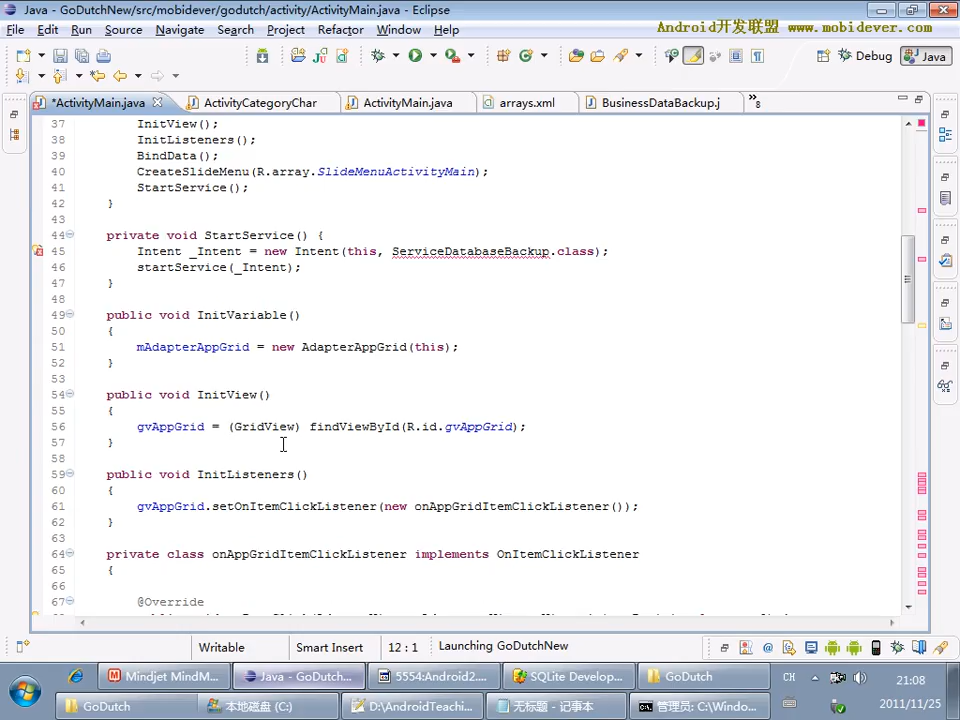 Java - GoDutchNew/src/mobidever/godutch/activity/ActivityMain.java - Eclipse
File Edit Run Source Navigate Search Project Refactor Window Help
Android开发联盟 www.mobidever.com
Debug Java
*ActivityMain.java ActivityCategoryChar ActivityMain.java arrays.xml BusinessDataBackup.j »8
37 InitView();
38 InitListeners();
39 BindData();
40 CreateSlideMenu(R.array.SlideMenuActivityMain);
41 StartService();
42 }
43
44 private void StartService() {
45 Intent _Intent = new Intent(this, ServiceDatabaseBackup.class);
46 startService(_Intent);
47 }
48
49 public void InitVariable()
50 {
51 mAdapterAppGrid = new AdapterAppGrid(this);
52 }
53
54 public void InitView()
55 {
56 gvAppGrid = (GridView) findViewById(R.id.gvAppGrid);
57 }
58
59 public void InitListeners()
60 {
61 gvAppGrid.setOnItemClickListener(new onAppGridItemClickListener());
62 }
63
64 private class onAppGridItemClickListener implements OnItemClickListener
65 {
66
67 @Override
Writable Smart Insert 12 : 1 Launching GoDutchNew
Mindjet MindM... Java - GoDutch... 5554:Android2.... SQLite Develop... GoDutch CH 21:08
GoDutch 本地磁盘 (C:) D:\AndroidTeachi... 无标题 - 记事本 管理员: C:\Windo... 2011/11/25